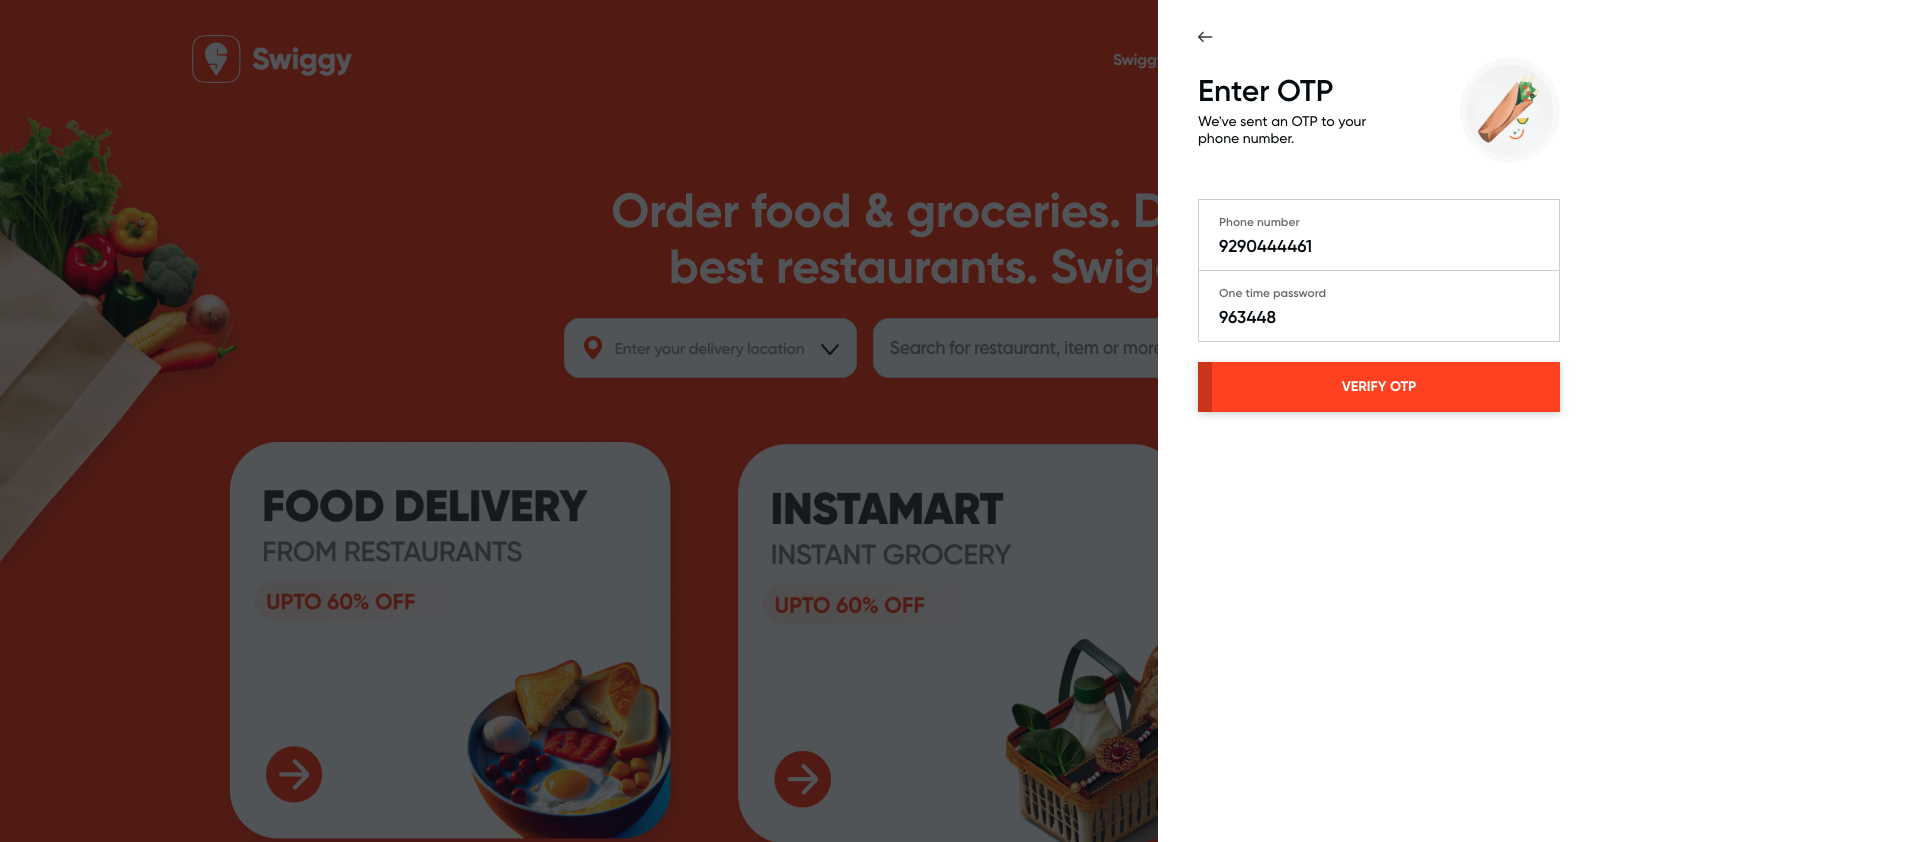 Swiggy
Swiggy
Order food & groceries. D
best restaurants. Swigg
Enter your delivery location
Search for restaurant, item or more
FOOD DELIVERY
FROM RESTAURANTS
UPTO 60% OFF
INSTAMART
INSTANT GROCERY
UPTO 60% OFF
Enter OTP
We've sent an OTP to your
phone number.
Phone number
9290444461
One time password
963448
VERIFY OTP